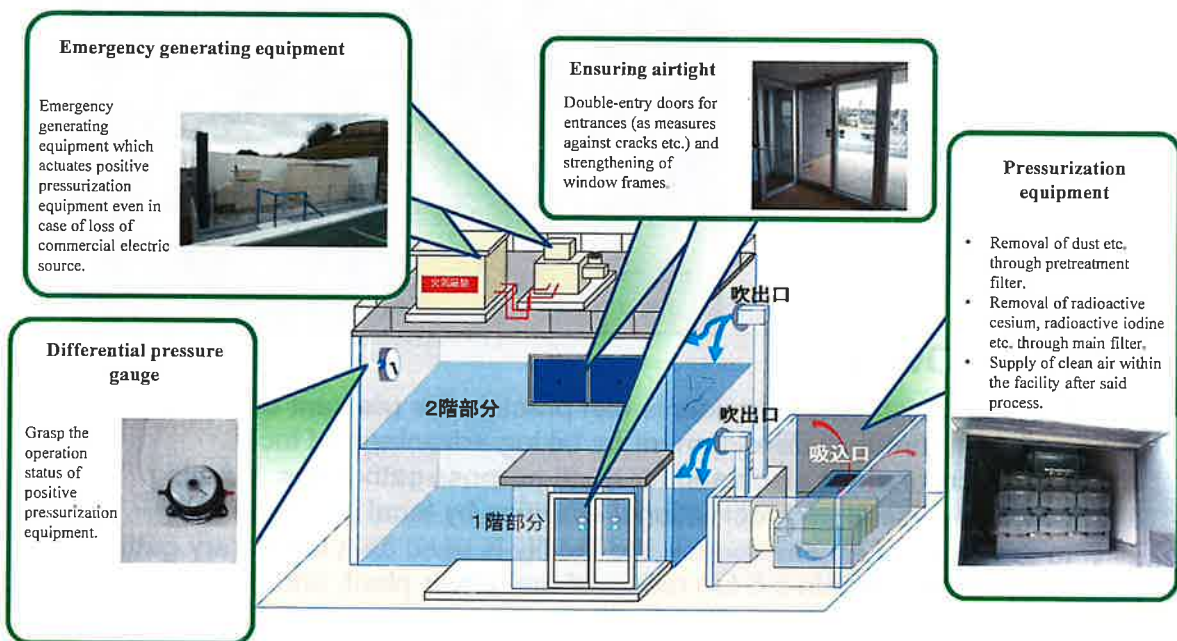 Emergency generating equipment
Emergency
generating
equipment which
actuates positive
pressurization
equipment even in
case of loss of
commercial electric
source.
Ensuring airtight
Double-entry doors for
entrances (as measures
against cracks etc.) and
strengthening of
window frames.
Pressurization
equipment
• Removal of dust etc.
through pretreatment
filter.
• Removal of radioactive
cesium, radioactive iodine
etc. through main filter.
• Supply of clean air within
the facility after said
process.
Differential pressure
gauge
Grasp the
operation status of
positive
pressurization
equipment.
火気厳禁
吹出口
2階部分
吹出口
吸込口
1階部分